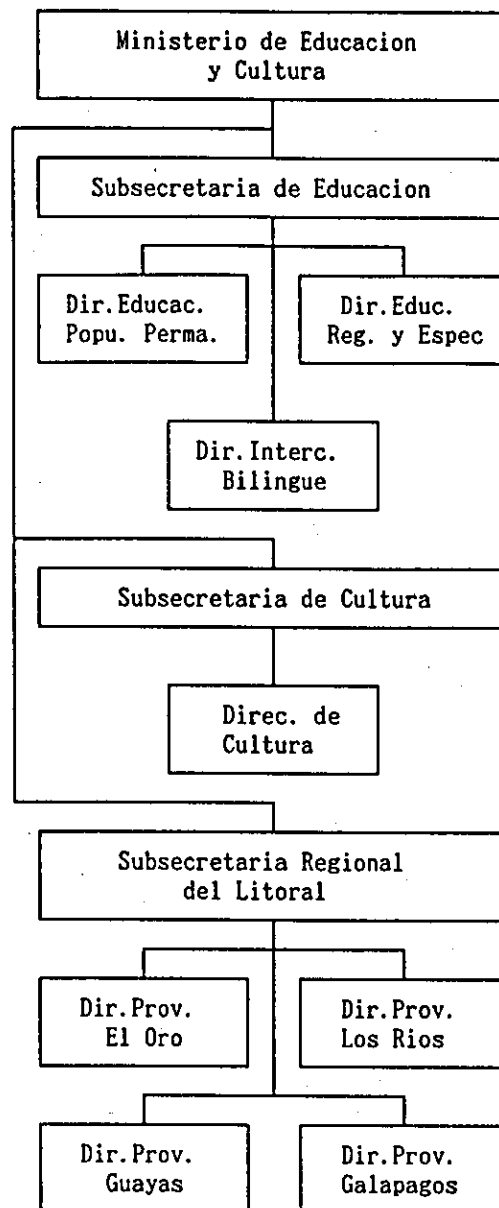 Ministerio de Educacion
y Cultura
Subsecretaria de Educacion
Dir.Educac.
Popu. Perma.
Dir.Educ.
Reg. y Espec
Dir.Interc.
Bilingue
Subsecretaria de Cultura
Direc. de
Cultura
Subsecretaria Regional
del Litoral
Dir.Prov.
El Oro
Dir.Prov.
Los Rios
Dir.Prov.
Guayas
Dir.Prov.
Galapagos